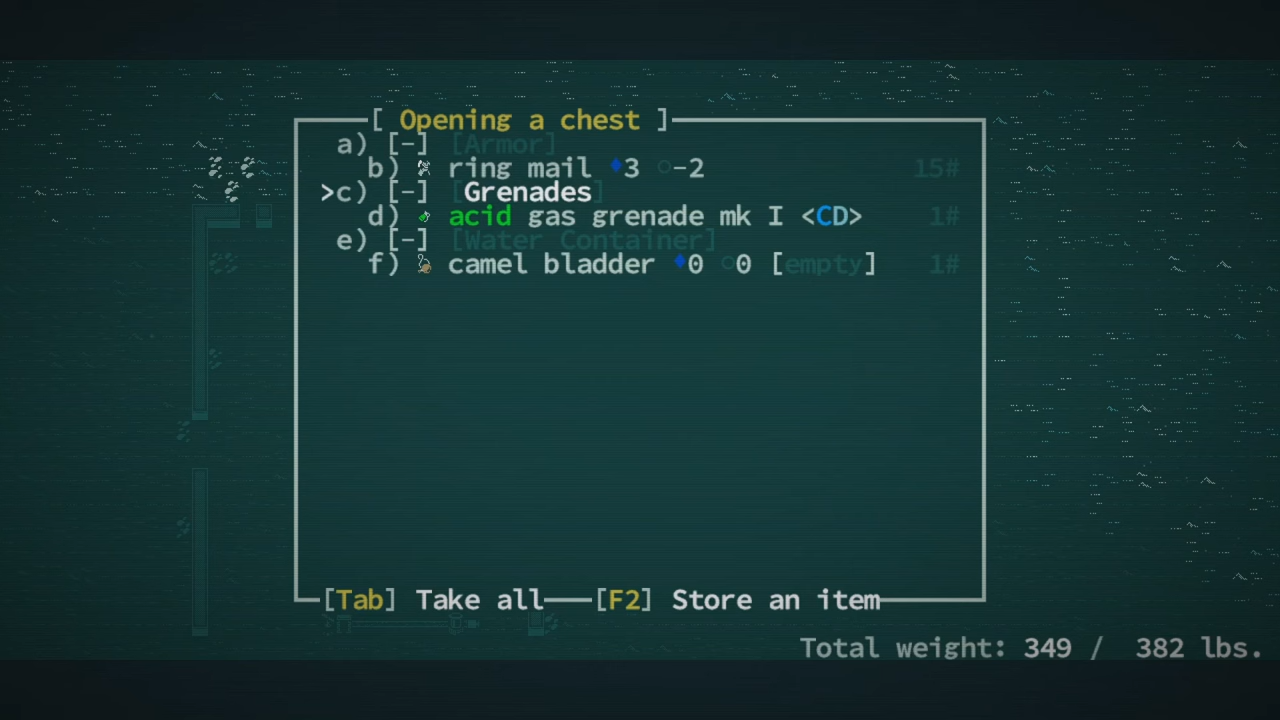 [ Opening a chest ]
a) [-] [Armor]
b) ring mail ♦3 ○-2 15#
>c) [-] [Grenades]
d) acid gas grenade mk I <CD> 1#
e) [-] [Water Container]
f) camel bladder ♦0 ○0 [empty] 1#
[Tab] Take all [F2] Store an item
Total weight: 349 / 382 lbs.